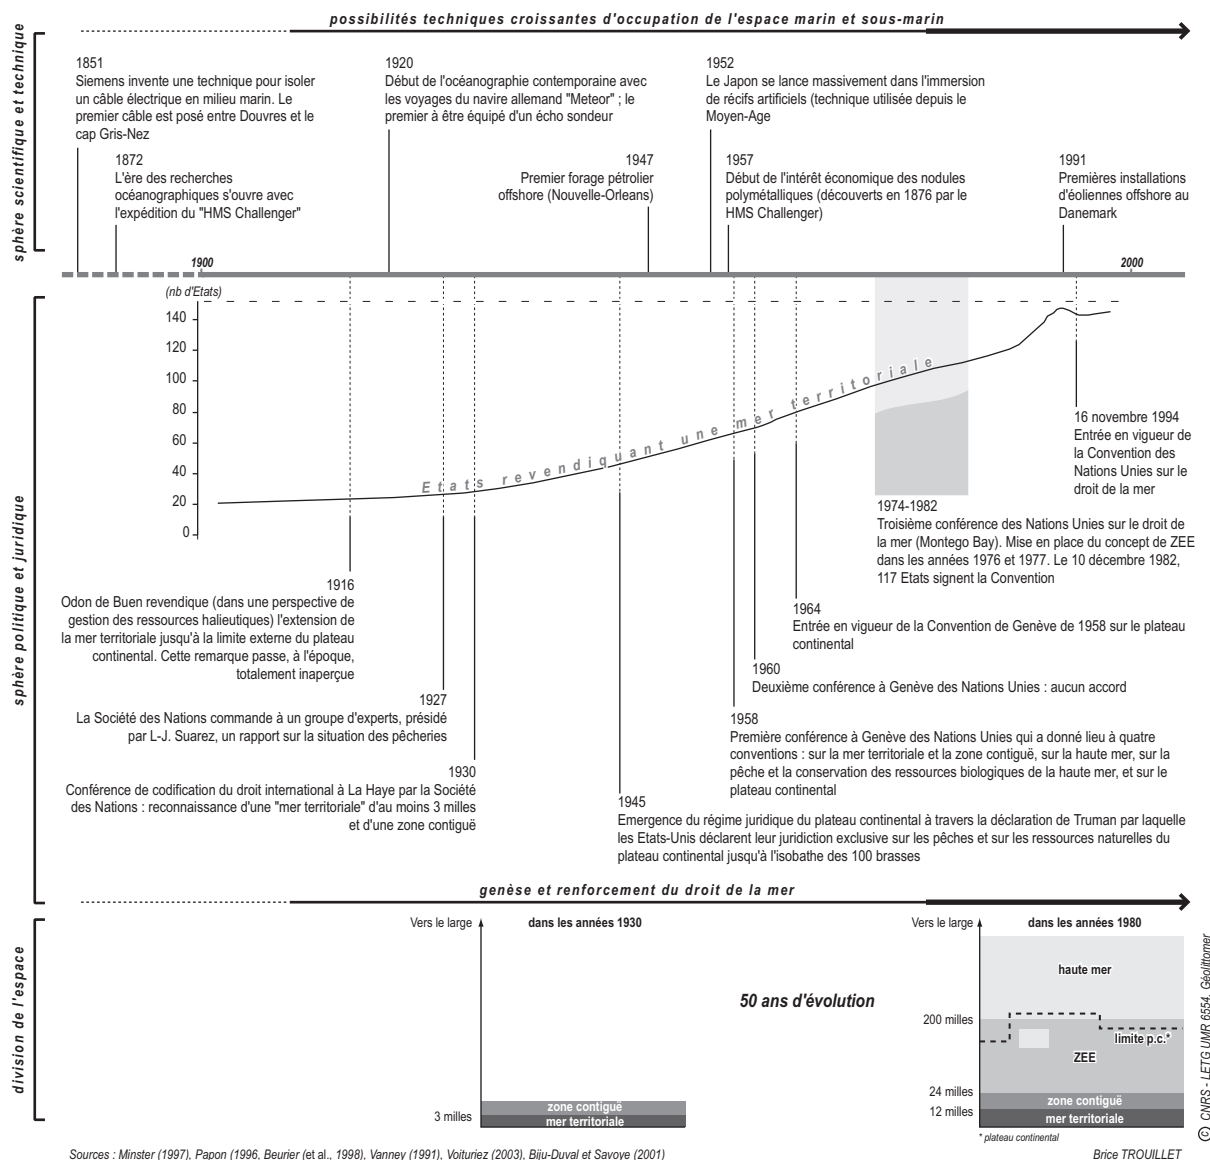 possibilités techniques croissantes d'occupation de l'espace marin et sous-marin
sphère scientifique et technique
1851
Siemens invente une technique pour isoler
un câble électrique en milieu marin. Le
premier câble est posé entre Douvres et le
cap Gris-Nez
1872
L'ère des recherches
océanographiques s'ouvre avec
l'expédition du "HMS Challenger"
1920
Début de l'océanographie contemporaine avec
les voyages du navire allemand "Meteor" ; le
premier à être équipé d'un écho sondeur
1947
Premier forage pétrolier
offshore (Nouvelle-Orleans)
1952
Le Japon se lance massivement dans l'immersion
de récifs artificiels (technique utilisée depuis le
Moyen-Age
1957
Début de l'intérêt économique des nodules
polymétalliques (découverts en 1876 par le
HMS Challenger)
1991
Premières installations
d'éoliennes offshore au
Danemark
1900
2000
sphère politique et juridique
(nb d'Etats)
140
120
100
80
60
40
20
0
Etats revendiquant une mer territoriale
16 novembre 1994
Entrée en vigueur de
la Convention des
Nations Unies sur le
droit de la mer
1974-1982
Troisième conférence des Nations Unies sur le droit de
la mer (Montego Bay). Mise en place du concept de ZEE
dans les années 1976 et 1977. Le 10 décembre 1982,
117 Etats signent la Convention
1916
Odon de Buen revendique (dans une perspective de
gestion des ressources halieutiques) l'extension de
la mer territoriale jusqu'à la limite externe du plateau
continental. Cette remarque passe, à l'époque,
totalement inaperçue
1964
Entrée en vigueur de la Convention de Genève de 1958 sur le plateau
continental
1960
Deuxième conférence à Genève des Nations Unies : aucun accord
1927
La Société des Nations commande à un groupe d'experts, présidé
par L-J. Suarez, un rapport sur la situation des pêcheries
1958
Première conférence à Genève des Nations Unies qui a donné lieu à quatre
conventions : sur la mer territoriale et la zone contiguë, sur la haute mer, sur la
pêche et la conservation des ressources biologiques de la haute mer, et sur le
plateau continental
1930
Conférence de codification du droit international à La Haye par la Société
des Nations : reconnaissance d'une "mer territoriale" d'au moins 3 milles
et d'une zone contiguë
1945
Emergence du régime juridique du plateau continental à travers la déclaration de Truman par laquelle
les Etats-Unis déclarent leur juridiction exclusive sur les pêches et sur les ressources naturelles du
plateau continental jusqu'à l'isobathe des 100 brasses
genèse et renforcement du droit de la mer
division de l'espace
Vers le large
dans les années 1930
3 milles
zone contiguë
mer territoriale
50 ans d'évolution
Vers le large
dans les années 1980
haute mer
200 milles
limite p.c.*
ZEE
24 milles
zone contiguë
12 milles
mer territoriale
* plateau continental
© CNRS - LETG UMR 6554. Géolittomer
Sources : Minster (1997), Papon (1996, Beurier (et al., 1998), Vanney (1991), Voituriez (2003), Biju-Duval et Savoye (2001)
Brice TROUILLET